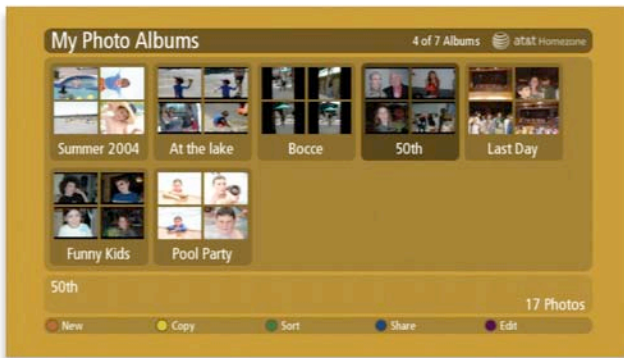 My Photo Albums
4 of 7 Albums at&t Homezone
Summer 2004 At the lake Bocce 50th Last Day
Funny Kids Pool Party
50th
17 Photos
New Copy Sort Share Edit